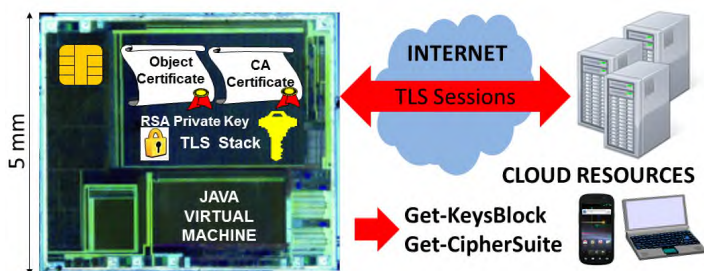 5 mm
Object
Certificate
CA
Certificate
RSA Private Key
TLS Stack
JAVA
VIRTUAL
MACHINE
INTERNET
TLS Sessions
CLOUD RESOURCES
Get-KeysBlock
Get-CipherSuite